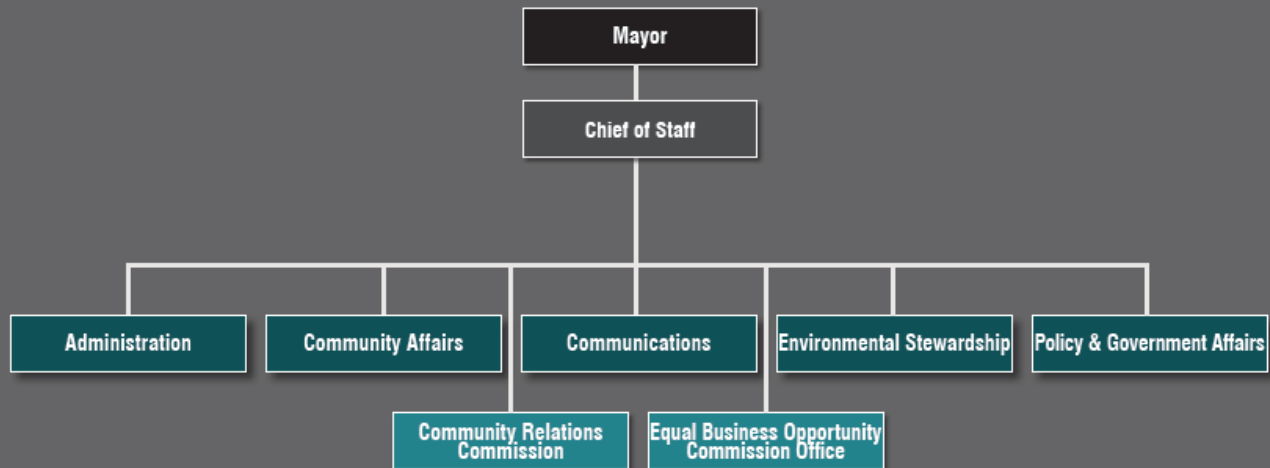 Mayor
Chief of Staff
Administration
Community Affairs
Communications
Environmental Stewardship
Policy & Government Affairs
Community Relations
Commission
Equal Business Opportunity
Commission Office